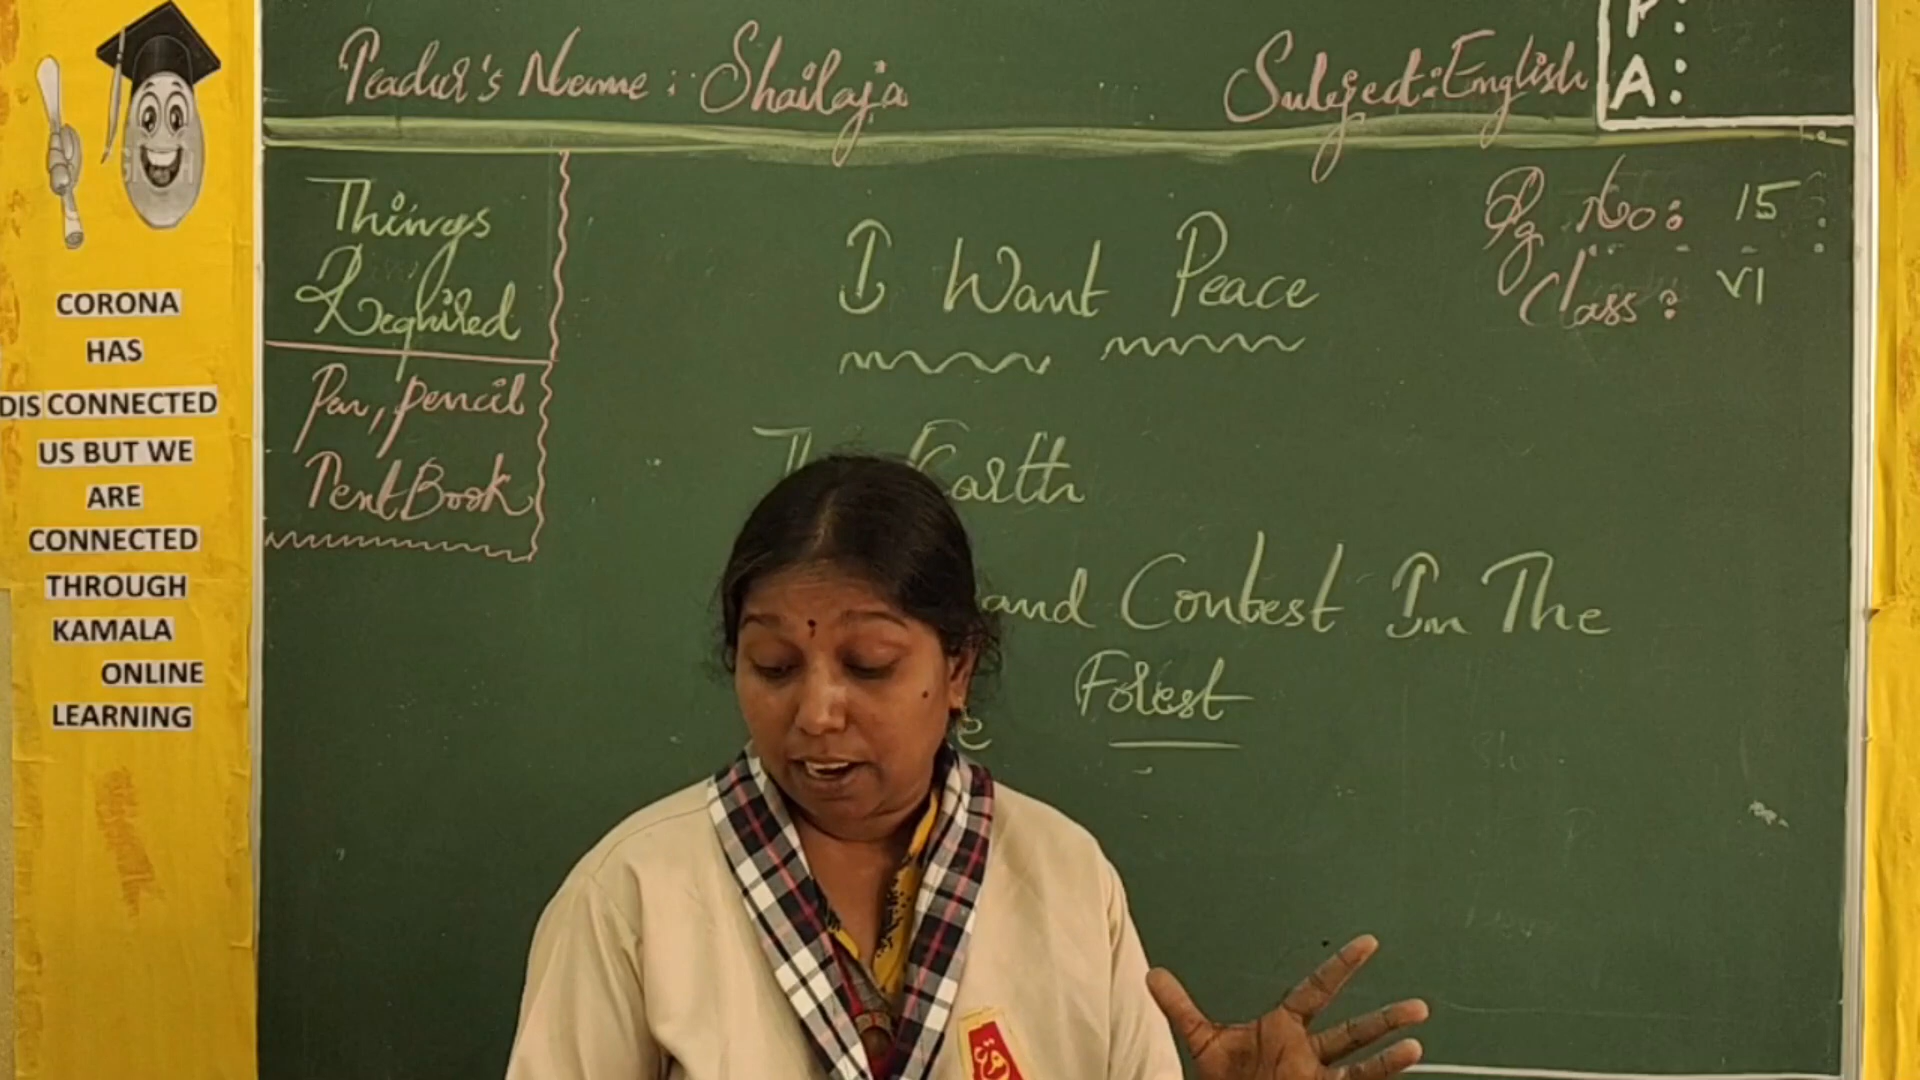 Teacher's Name : Shailaja
Subject : English
P :
A :
Pg No : 15
Class : VI
Things
Required
Pen, pencil
Text Book
I Want Peace
The Earth
and Contest In The
Forest
CORONA
HAS
DIS CONNECTED
US BUT WE
ARE
CONNECTED
THROUGH
KAMALA
ONLINE
LEARNING